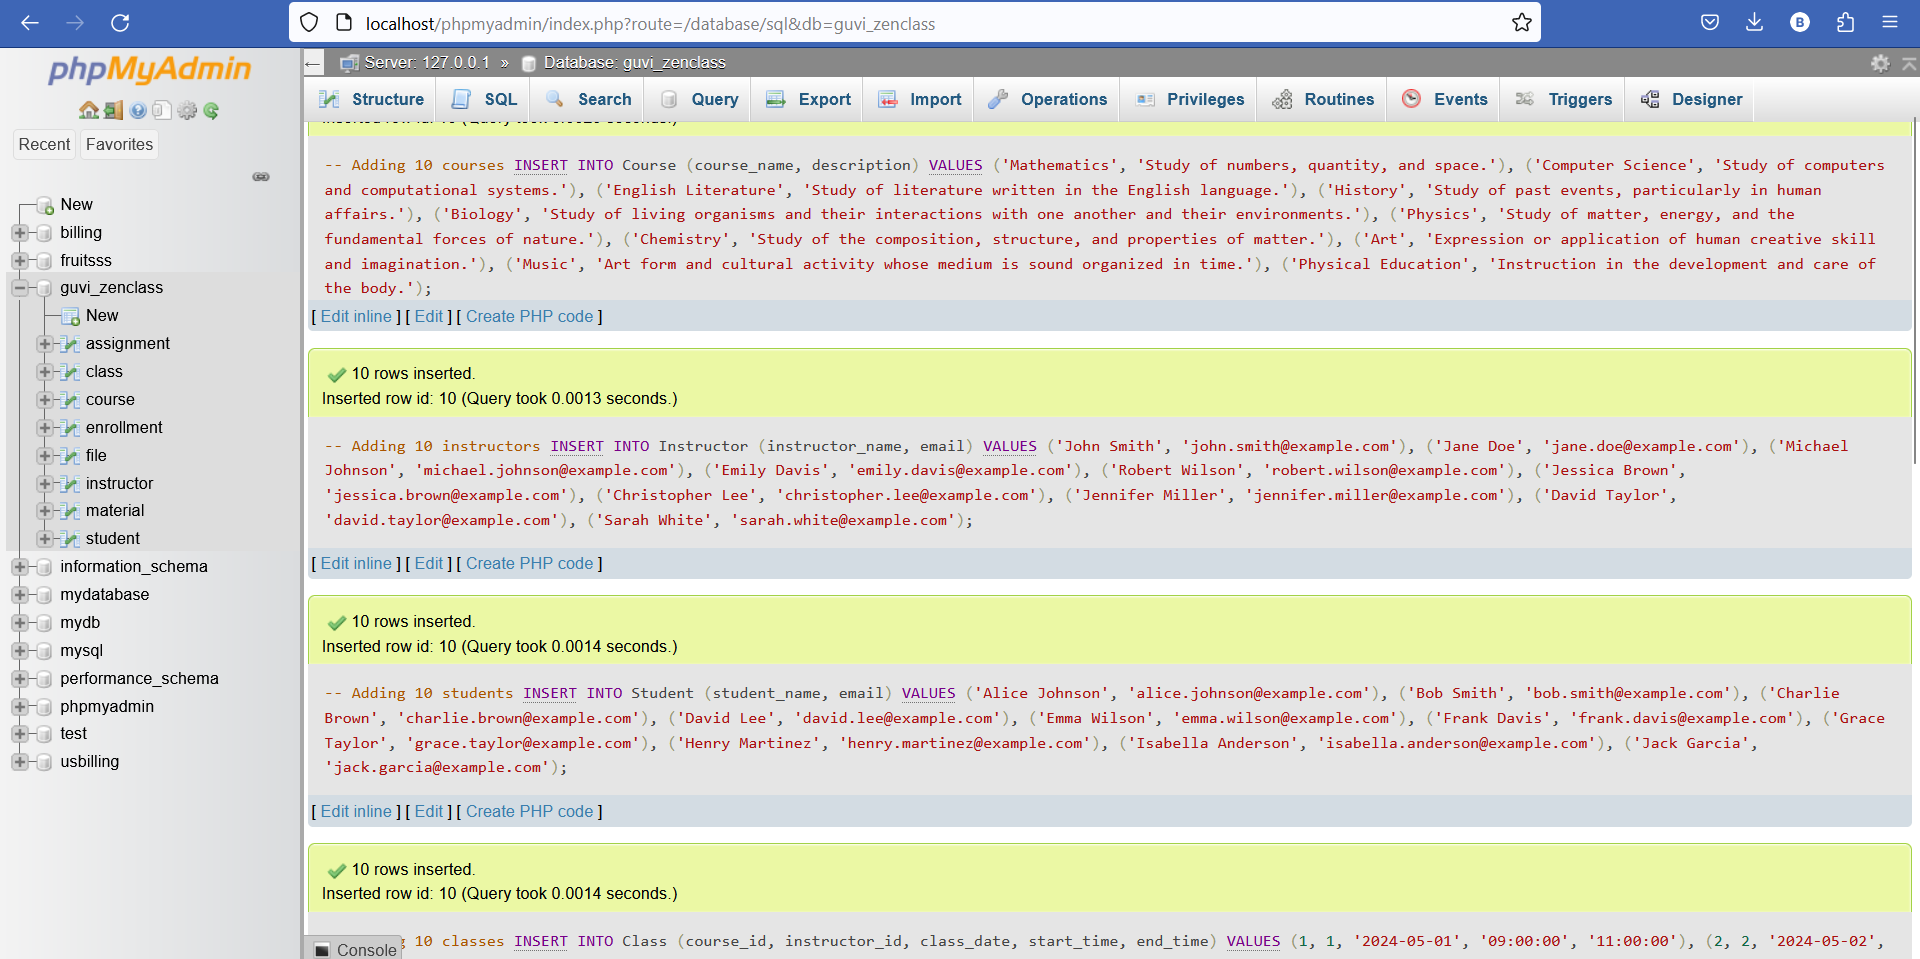 localhost/phpmyadmin/index.php?route=/database/sql&db=guvi_zenclass
B
phpMyAdmin
Recent
Favorites
New
billing
fruitsss
guvi_zenclass
New
assignment
class
course
enrollment
file
instructor
material
student
information_schema
mydatabase
mydb
mysql
performance_schema
phpmyadmin
test
usbilling
← Server: 127.0.0.1 » Database: guvi_zenclass
Structure SQL Search Query Export Import Operations Privileges Routines Events Triggers Designer
-- Adding 10 courses INSERT INTO Course (course_name, description) VALUES ('Mathematics', 'Study of numbers, quantity, and space.'), ('Computer Science', 'Study of computers
and computational systems.'), ('English Literature', 'Study of literature written in the English language.'), ('History', 'Study of past events, particularly in human
affairs.'), ('Biology', 'Study of living organisms and their interactions with one another and their environments.'), ('Physics', 'Study of matter, energy, and the
fundamental forces of nature.'), ('Chemistry', 'Study of the composition, structure, and properties of matter.'), ('Art', 'Expression or application of human creative skill
and imagination.'), ('Music', 'Art form and cultural activity whose medium is sound organized in time.'), ('Physical Education', 'Instruction in the development and care of
the body.');
[ Edit inline ] [ Edit ] [ Create PHP code ]
10 rows inserted.
Inserted row id: 10 (Query took 0.0013 seconds.)
-- Adding 10 instructors INSERT INTO Instructor (instructor_name, email) VALUES ('John Smith', 'john.smith@example.com'), ('Jane Doe', 'jane.doe@example.com'), ('Michael
Johnson', 'michael.johnson@example.com'), ('Emily Davis', 'emily.davis@example.com'), ('Robert Wilson', 'robert.wilson@example.com'), ('Jessica Brown',
'jessica.brown@example.com'), ('Christopher Lee', 'christopher.lee@example.com'), ('Jennifer Miller', 'jennifer.miller@example.com'), ('David Taylor',
'david.taylor@example.com'), ('Sarah White', 'sarah.white@example.com');
[ Edit inline ] [ Edit ] [ Create PHP code ]
10 rows inserted.
Inserted row id: 10 (Query took 0.0014 seconds.)
-- Adding 10 students INSERT INTO Student (student_name, email) VALUES ('Alice Johnson', 'alice.johnson@example.com'), ('Bob Smith', 'bob.smith@example.com'), ('Charlie
Brown', 'charlie.brown@example.com'), ('David Lee', 'david.lee@example.com'), ('Emma Wilson', 'emma.wilson@example.com'), ('Frank Davis', 'frank.davis@example.com'), ('Grace
Taylor', 'grace.taylor@example.com'), ('Henry Martinez', 'henry.martinez@example.com'), ('Isabella Anderson', 'isabella.anderson@example.com'), ('Jack Garcia',
'jack.garcia@example.com');
[ Edit inline ] [ Edit ] [ Create PHP code ]
10 rows inserted.
Inserted row id: 10 (Query took 0.0014 seconds.)
10 classes INSERT INTO Class (course_id, instructor_id, class_date, start_time, end_time) VALUES (1, 1, '2024-05-01', '09:00:00', '11:00:00'), (2, 2, '2024-05-02',
Console